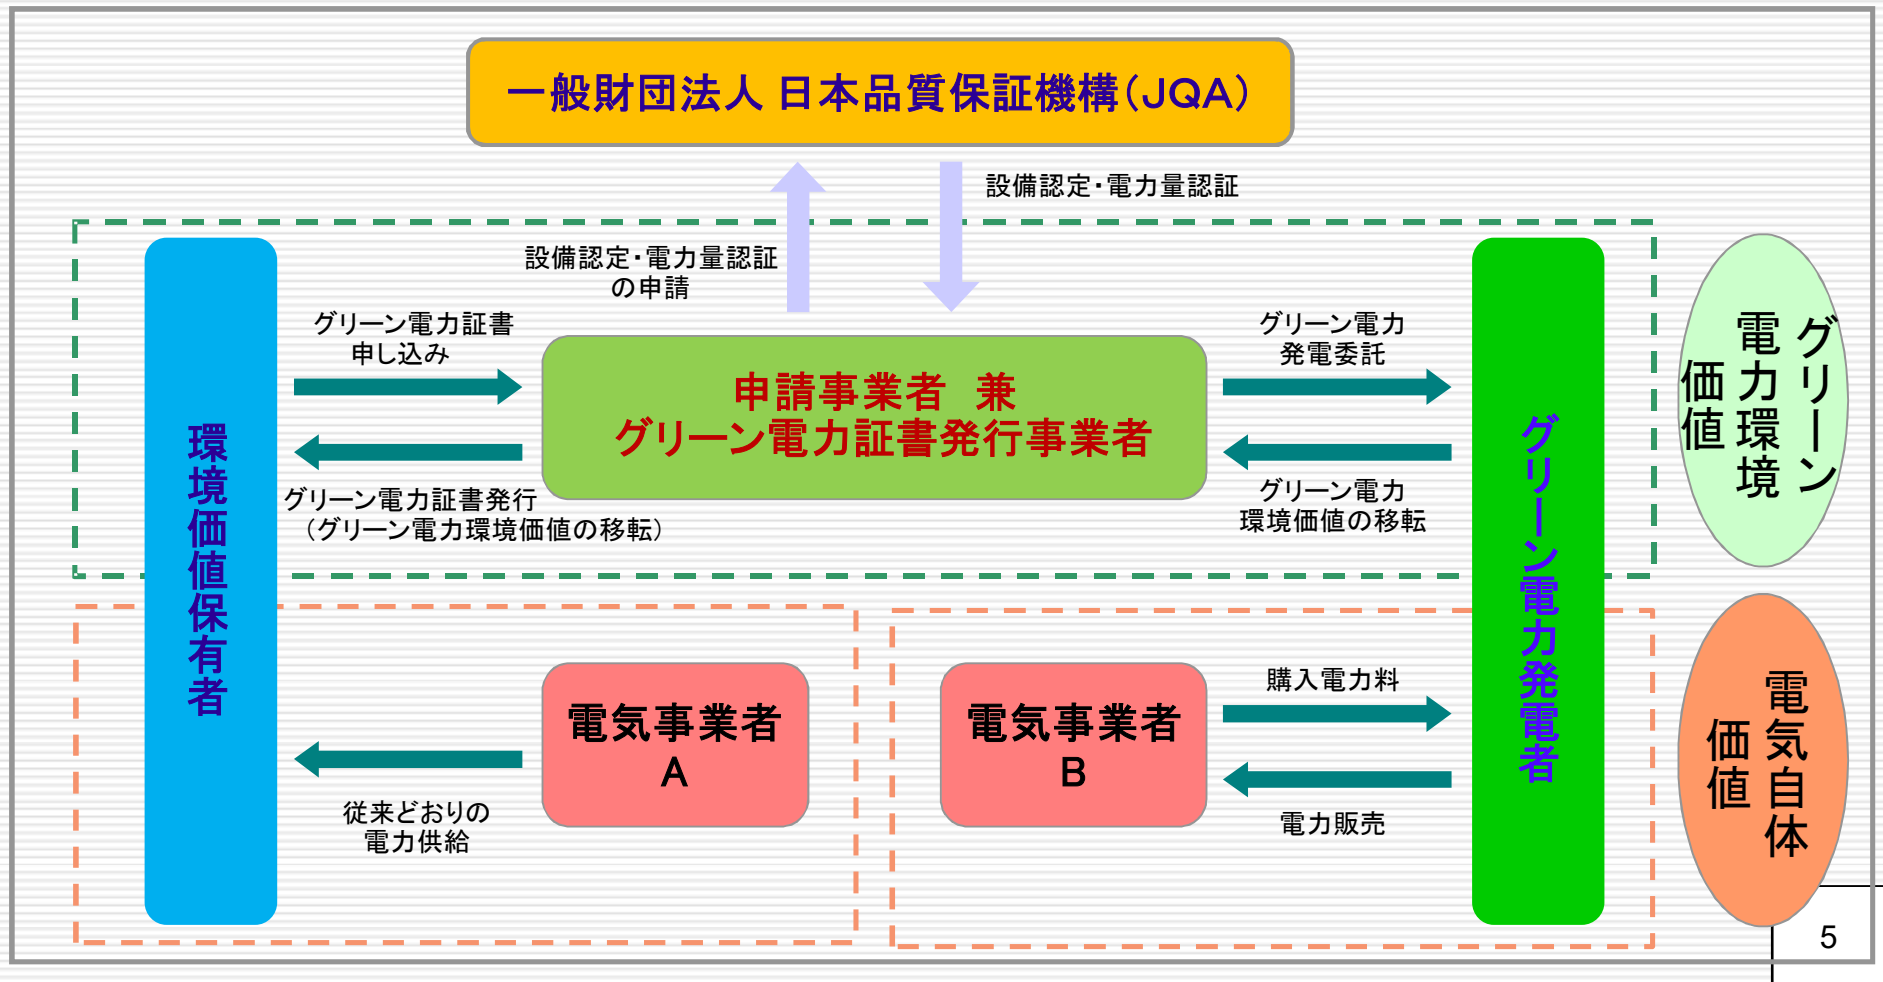 一般財団法人 日本品質保証機構(JQA)
設備認定・電力量認証
設備認定・電力量認証
の申請
グリーン電力証書
申し込み
グリーン電力
発電委託
申請事業者　兼
グリーン電力証書発行事業者
グリーン電力証書発行
(グリーン電力環境価値の移転)
グリーン電力
環境価値の移転
環境価値保有者
グリーン電力発電者
グリーン
電力環境
価値
電気事業者
A
電気事業者
B
購入電力料
電力販売
従来どおりの
電力供給
電気自体
価値
5